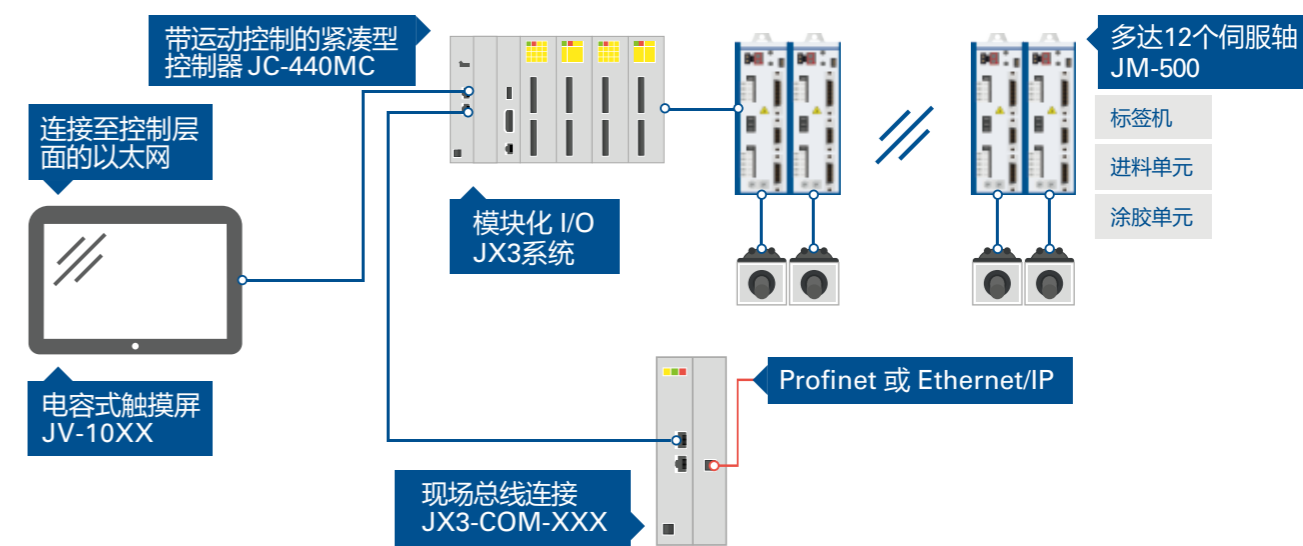 带运动控制的紧凑型
控制器 JC-440MC
多达12个伺服轴
JM-500
标签机
进料单元
涂胶单元
连接至控制层
面的以太网
模块化 I/O
JX3系统
Profinet 或 Ethernet/IP
电容式触摸屏
JV-10XX
现场总线连接
JX3-COM-XXX